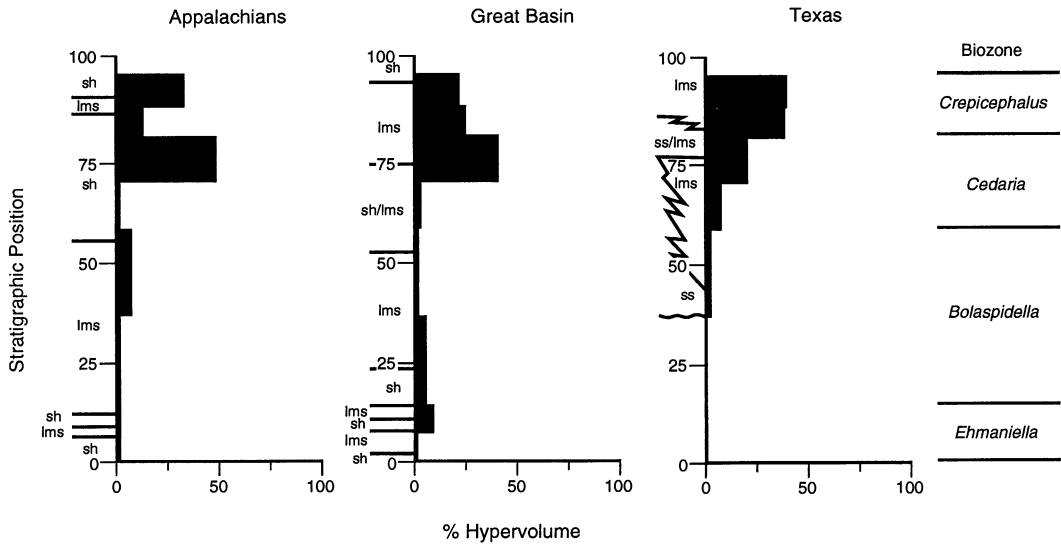 Appalachians Great Basin Texas
Stratigraphic Position
100
sh
lms
75
sh
50
lms
25
sh
lms
sh
0
0 50 100
100
sh
lms
75
sh/lms
50
lms
25
sh
lms
sh
lms
sh
0
0 50 100
100
lms
ss/lms
75
lms
50
ss
25
0
0 50 100
Biozone
Crepicephalus
Cedaria
Bolaspidella
Ehmaniella
% Hypervolume